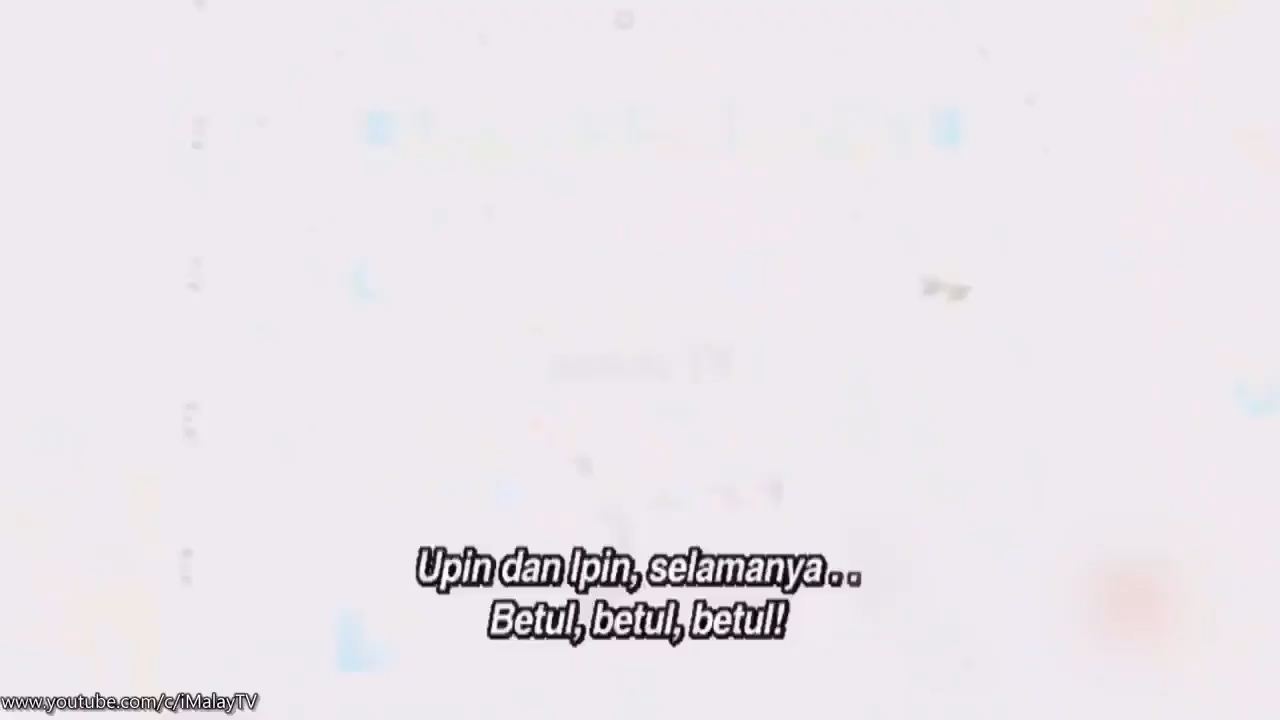 Upin dan Ipin, selamanya . .
Betul, betul, betul!
www.youtube.com/c/iMalayTV